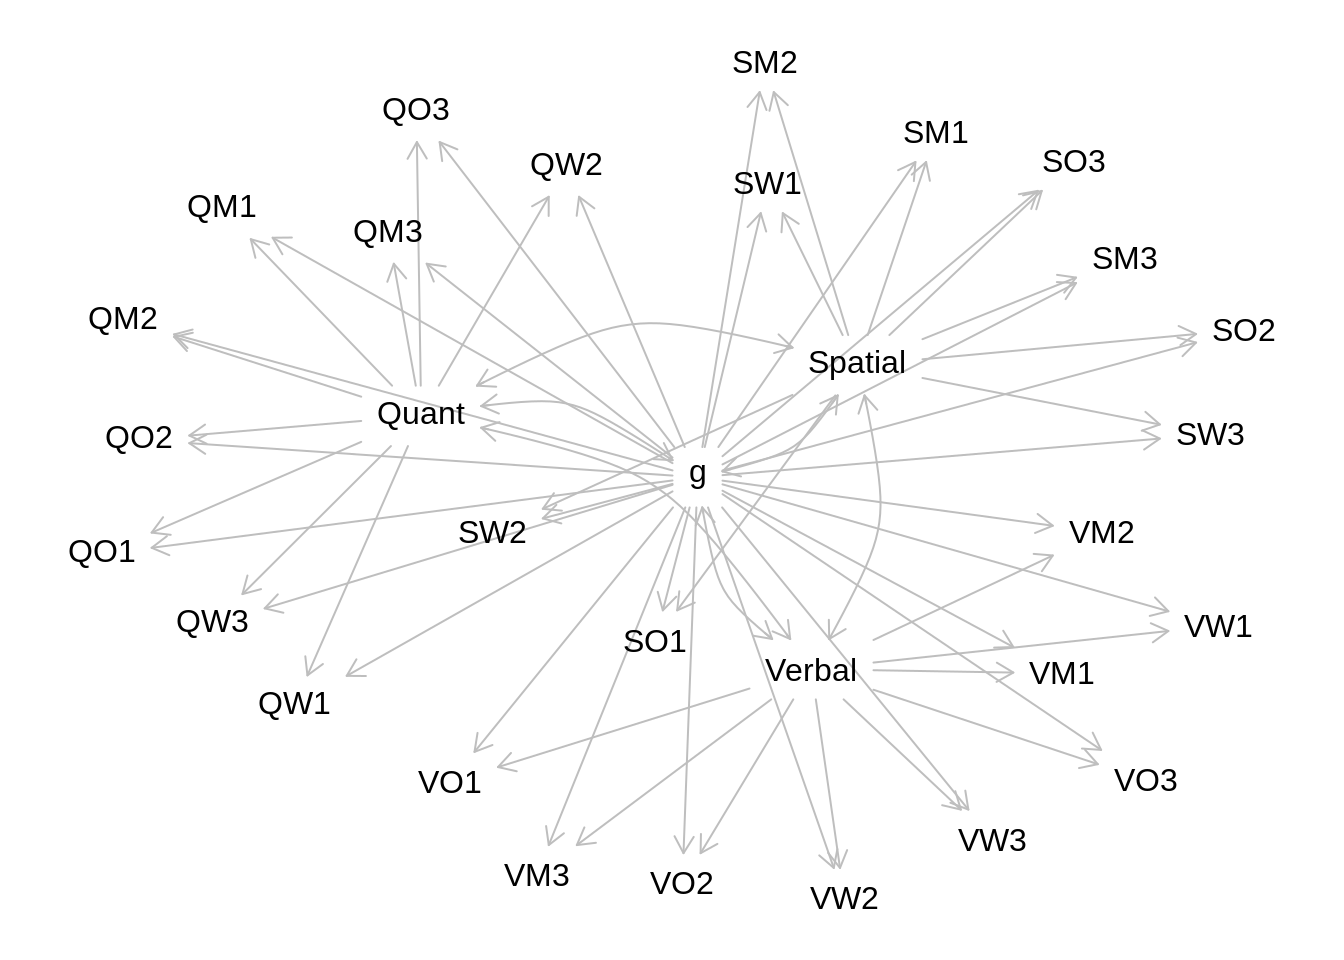 SM2
QO3
SM1
SO3
QW2
SW1
QM1
QM3
SM3
QM2
SO2
Spatial
Quant
QO2
SW3
g
SW2
VM2
QO1
QW3
VW1
SO1
Verbal
VM1
QW1
VO1
VO3
VW3
VM3
VO2
VW2